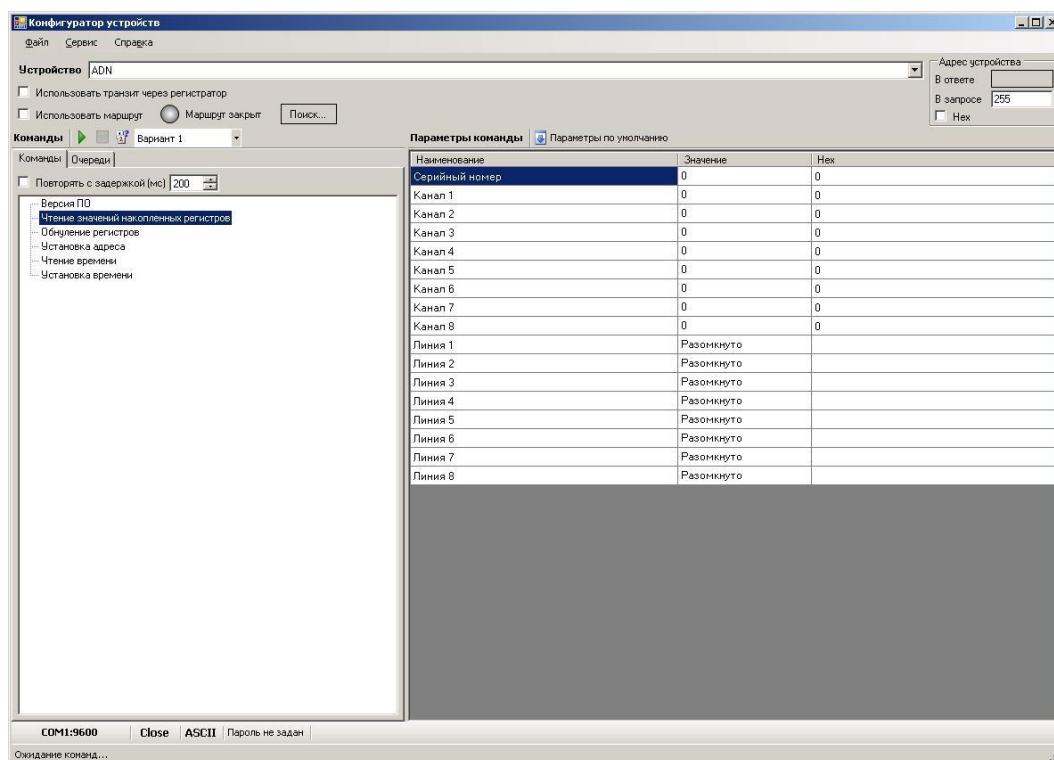 Конфигуратор устройств
Файл Сервис Справка
Устройство ADN
Адрес устройства
В ответе
В запросе 255
Hex
Использовать транзит через регистратор
Использовать маршрут Маршрут закрыт Поиск...
Команды Вариант 1
Параметры команды Параметры по умолчанию
Команды Очереди
Повторять с задержкой (мс) 200
Версия ПО
Чтение значений накопленных регистров
Обнуление регистров
Установка адреса
Чтение времени
Установка времени
Наименование Значение Hex
Серийный номер 0 0
Канал 1 0 0
Канал 2 0 0
Канал 3 0 0
Канал 4 0 0
Канал 5 0 0
Канал 6 0 0
Канал 7 0 0
Канал 8 0 0
Линия 1 Разомкнуто
Линия 2 Разомкнуто
Линия 3 Разомкнуто
Линия 4 Разомкнуто
Линия 5 Разомкнуто
Линия 6 Разомкнуто
Линия 7 Разомкнуто
Линия 8 Разомкнуто
COM1:9600 Close ASCII Пароль не задан
Ожидание команд...